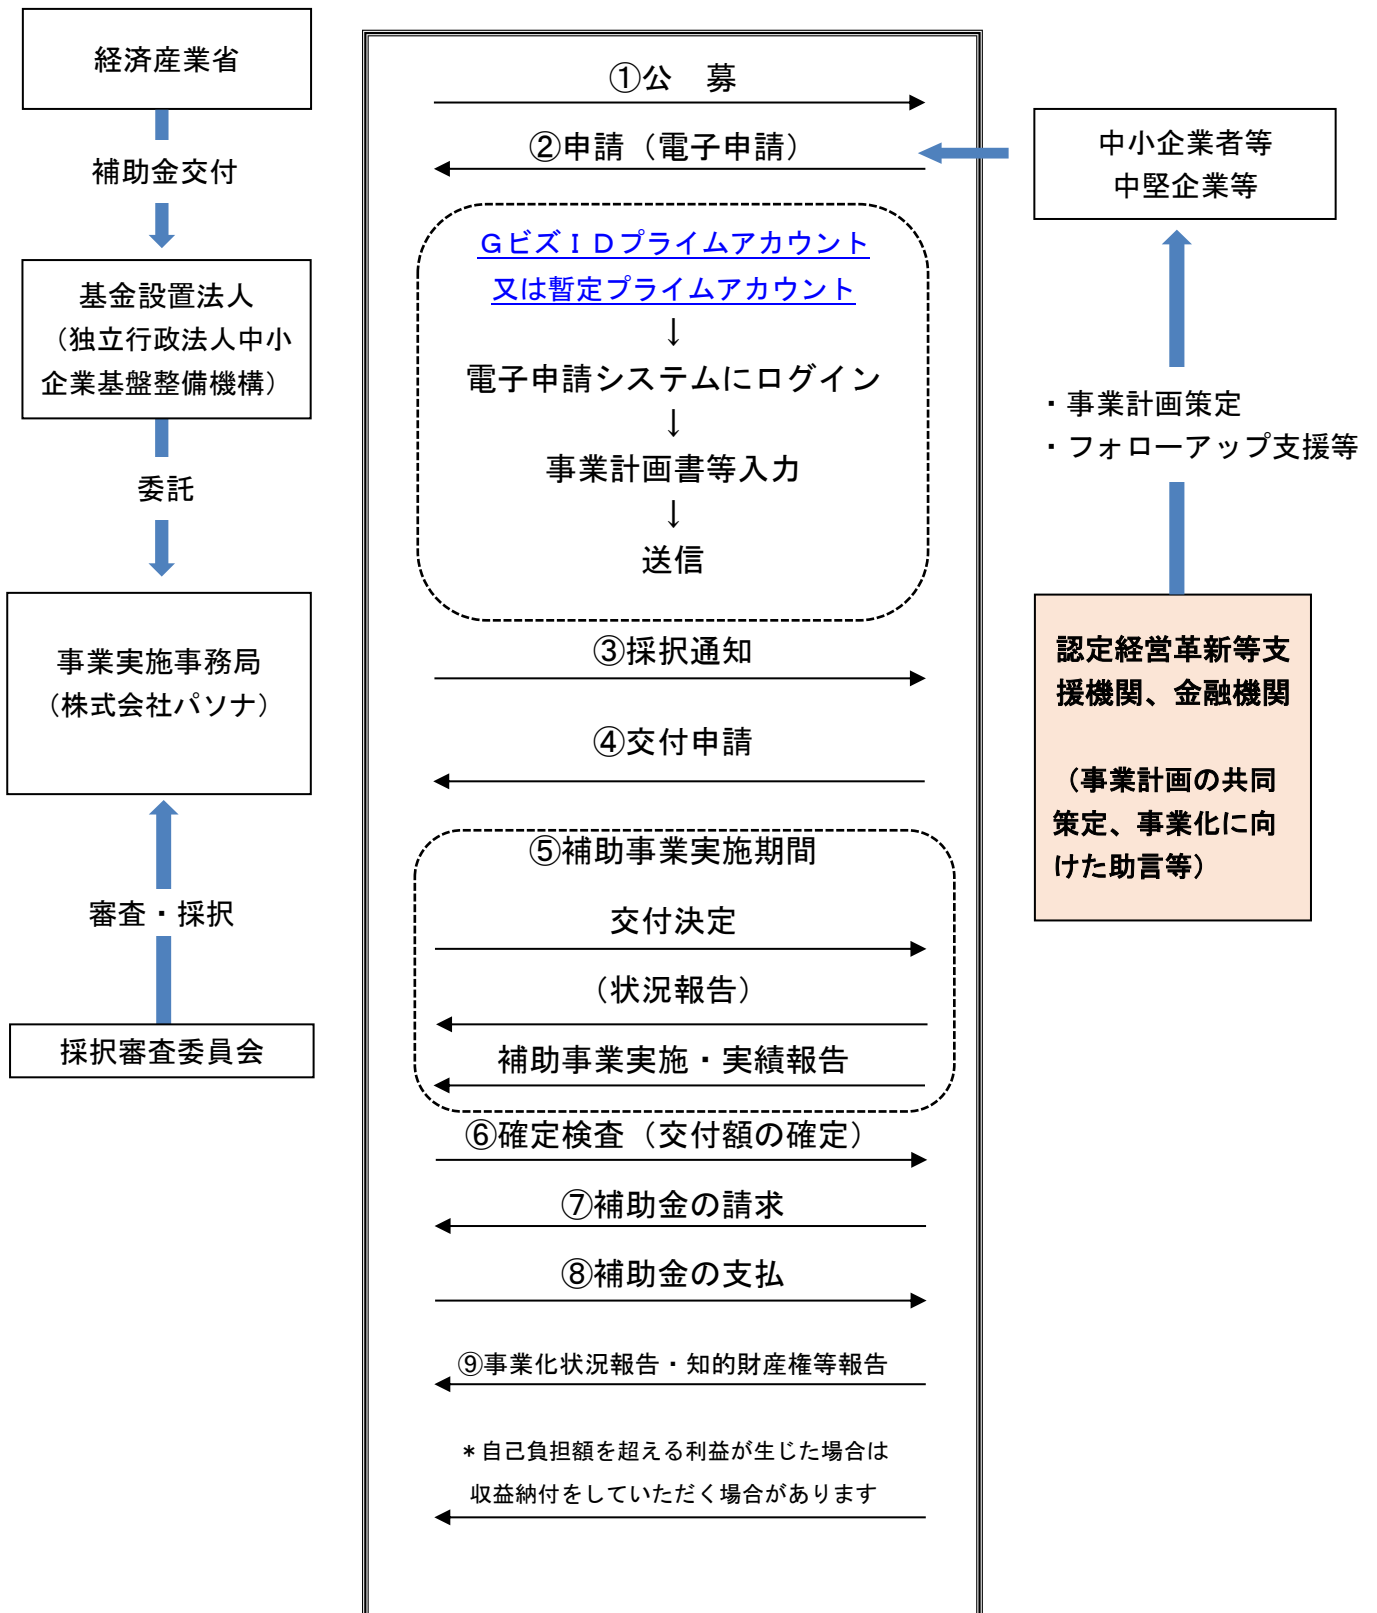 経済産業省
補助金交付
基金設置法人
（独立行政法人中小
企業基盤整備機構）
委託
事業実施事務局
（株式会社パソナ）
審査・採択
採択審査委員会
①公　募
②申請（電子申請）
ＧビズＩＤプライムアカウント
又は暫定プライムアカウント
↓
電子申請システムにログイン
↓
事業計画書等入力
↓
送信
③採択通知
④交付申請
⑤補助事業実施期間
交付決定
（状況報告）
補助事業実施・実績報告
⑥確定検査（交付額の確定）
⑦補助金の請求
⑧補助金の支払
⑨事業化状況報告・知的財産権等報告
＊自己負担額を超える利益が生じた場合は
収益納付をしていただく場合があります
中小企業者等
中堅企業等
・事業計画策定
・フォローアップ支援等
認定経営革新等支
援機関、金融機関
（事業計画の共同
策定、事業化に向
けた助言等）